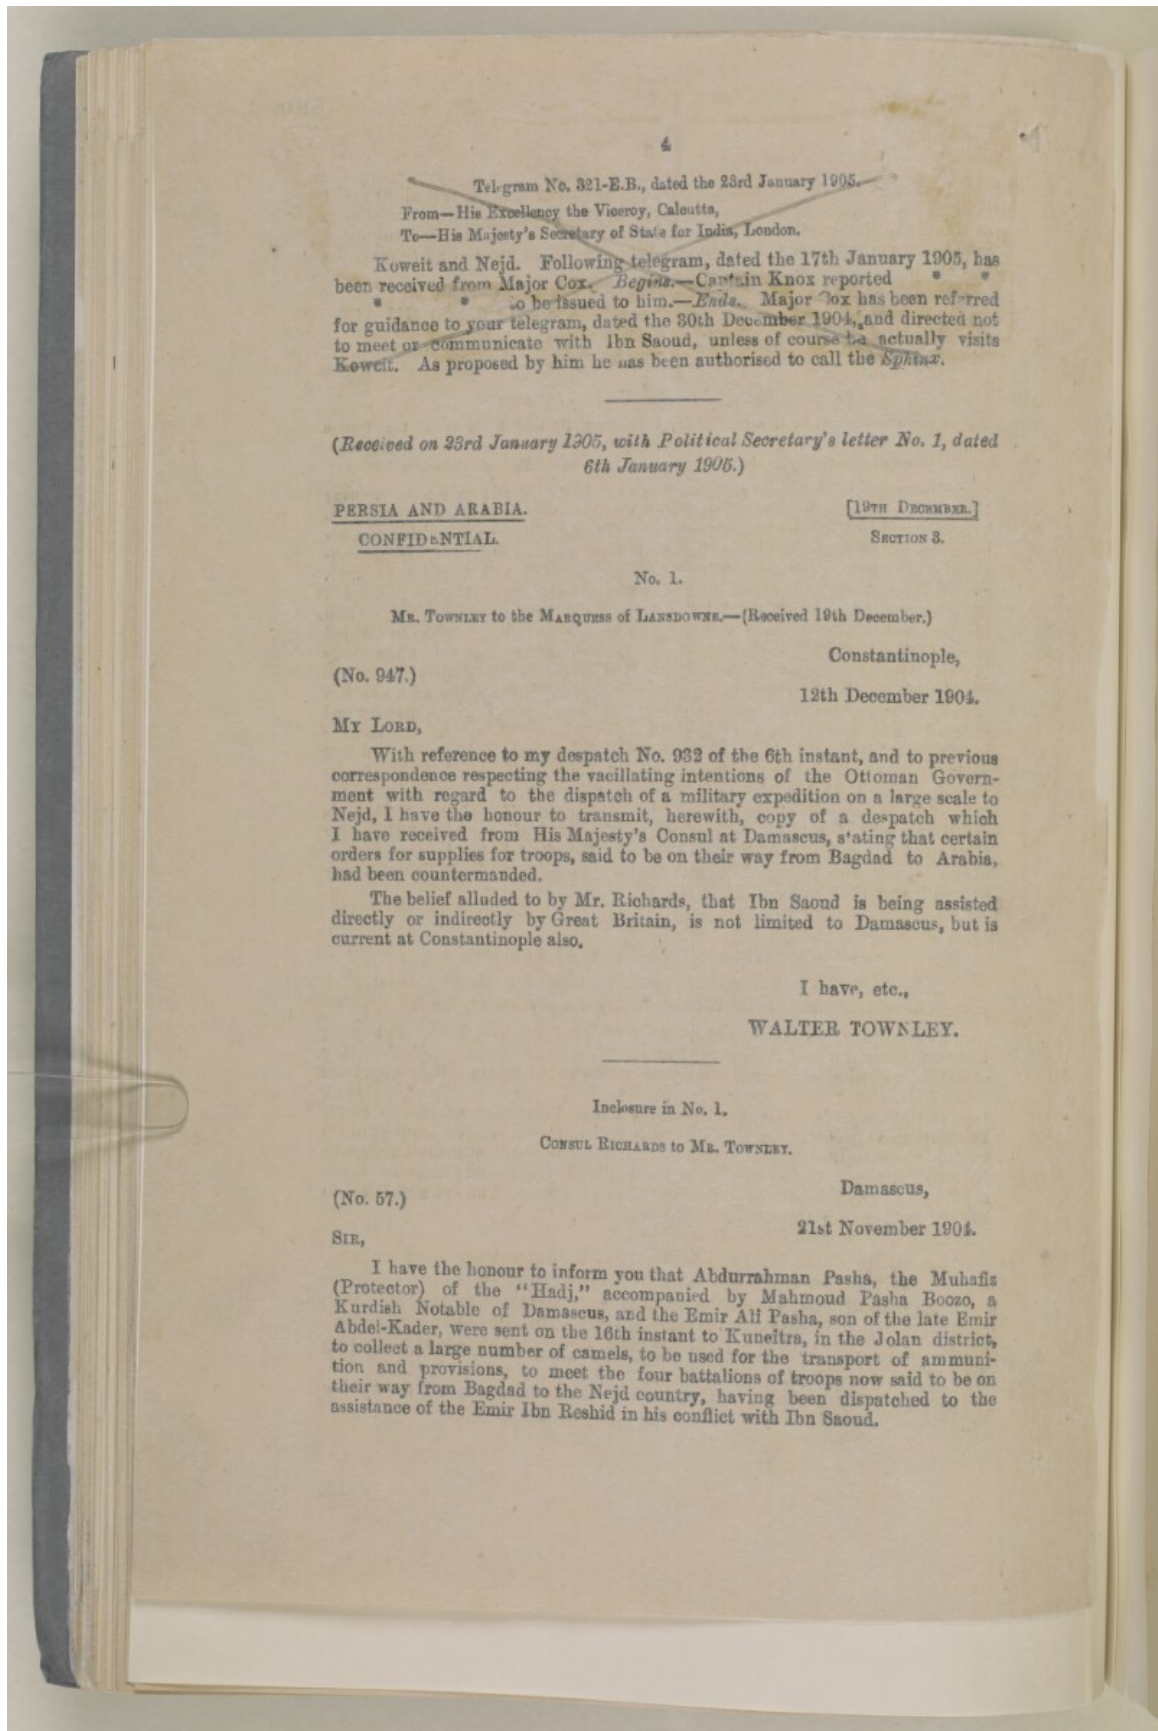 4
Telegram No. 321-E.B., dated the 23rd January 1905.
From—His Excellency the Viceroy, Calcutta,
To—His Majesty's Secretary of State for India, London.
Koweit and Nejd. Following telegram, dated the 17th January 1905, has
been received from Major Cox. Begins.—Captain Knox reported * *
* * to be issued to him.—Ends. Major Cox has been referred
for guidance to your telegram, dated the 30th December 1904, and directed not
to meet or communicate with Ibn Saoud, unless of course he actually visits
Koweit. As proposed by him he has been authorised to call the Sphinx.
(Received on 23rd January 1905, with Political Secretary's letter No. 1, dated
6th January 1905.)
PERSIA AND ARABIA. [19TH DECEMBER.]
CONFIDENTIAL. SECTION 3.
No. 1.
MR. TOWNLEY to the MARQUESS of LANSDOWNE.—(Received 19th December.)
Constantinople,
(No. 947.)
12th December 1904.
MY LORD,
With reference to my despatch No. 932 of the 6th instant, and to previous
correspondence respecting the vacillating intentions of the Ottoman Govern-
ment with regard to the dispatch of a military expedition on a large scale to
Nejd, I have the honour to transmit, herewith, copy of a despatch which
I have received from His Majesty's Consul at Damascus, stating that certain
orders for supplies for troops, said to be on their way from Bagdad to Arabia,
had been countermanded.
The belief alluded to by Mr. Richards, that Ibn Saoud is being assisted
directly or indirectly by Great Britain, is not limited to Damascus, but is
current at Constantinople also.
I have, etc.,
WALTER TOWNLEY.
Inclosure in No. 1.
CONSUL RICHARDS to MR. TOWNLEY.
Damascus,
(No. 57.)
21st November 1904.
SIR,
I have the honour to inform you that Abdurrahman Pasha, the Muhafiz
(Protector) of the "Hadj," accompanied by Mahmoud Pasha Boozo, a
Kurdish Notable of Damascus, and the Emir Ali Pasha, son of the late Emir
Abdel-Kader, were sent on the 16th instant to Kuneitra, in the Jolan district,
to collect a large number of camels, to be used for the transport of ammuni-
tion and provisions, to meet the four battalions of troops now said to be on
their way from Bagdad to the Nejd country, having been dispatched to the
assistance of the Emir Ibn Reshid in his conflict with Ibn Saoud.